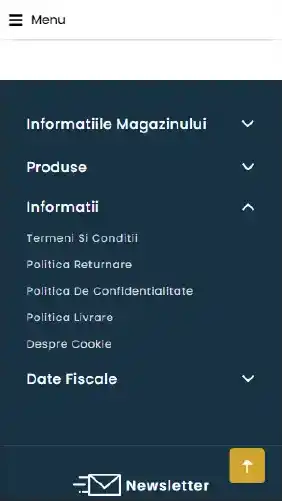 Menu
Informatiile Magazinului
Produse
Informatii
Termeni Si Conditii
Politica Returnare
Politica De Confidentialitate
Politica Livrare
Despre Cookie
Date Fiscale
Newsletter